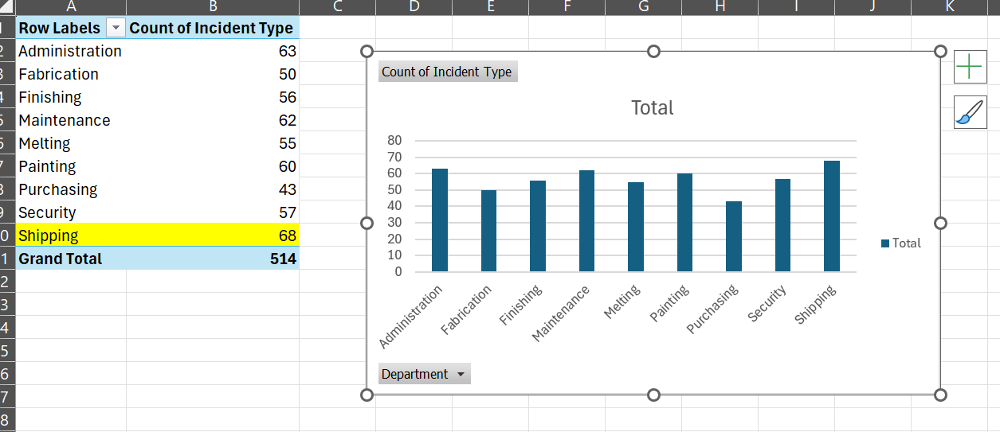 A B C D E F G H I J K
Row Labels Count of Incident Type
Administration 63
Fabrication 50
Finishing 56
Maintenance 62
Melting 55
Painting 60
Purchasing 43
Security 57
Shipping 68
Grand Total 514
Count of Incident Type
Total
80
70
60
50
40
30
20
10
0
Administration
Fabrication
Finishing
Maintenance
Melting
Painting
Purchasing
Security
Shipping
Total
Department